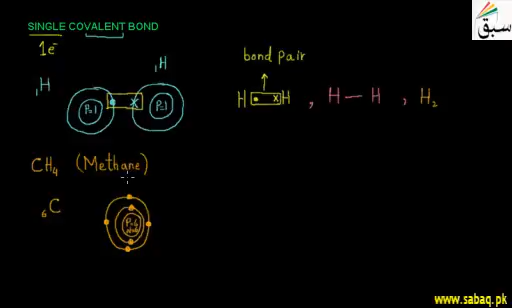 SINGLE COVALENT BOND
1e⁻
₁H
₁H
P=1
P=1
bond pair
H • x H , H — H , H₂
CH₄ (Methane)
₆C
P=6
N=6
سبق
www.sabaq.pk